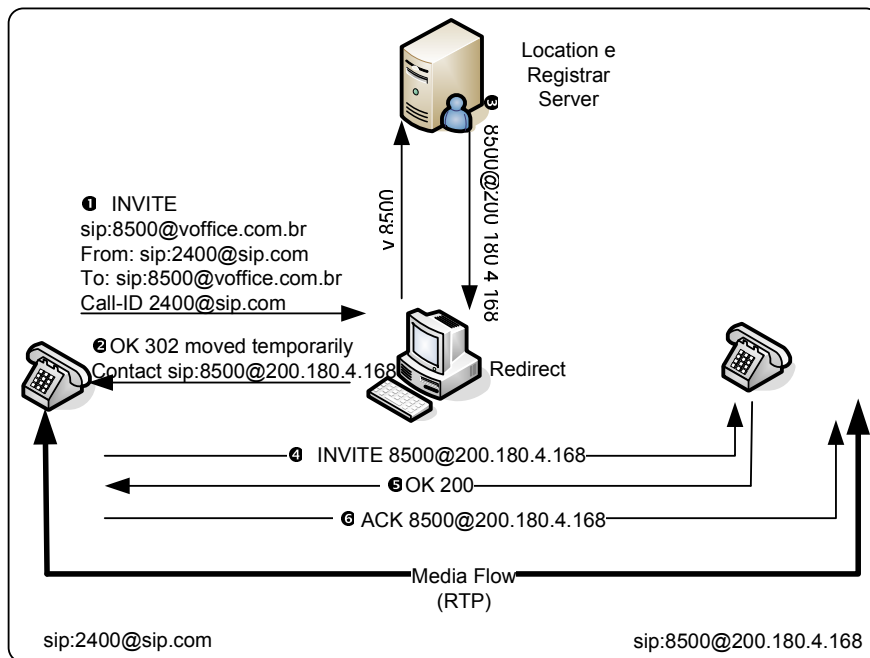 Location e
Registrar
Server
❸ 8500@200 180 4 168
8500
❶ INVITE
sip:8500@voffice.com.br
From: sip:2400@sip.com
To: sip:8500@voffice.com.br
Call-ID 2400@sip.com
❷OK 302 moved temporarily
Contact sip:8500@200.180.4.168
Redirect
❹ INVITE 8500@200.180.4.168
❺OK 200
❻ ACK 8500@200.180.4.168
Media Flow
(RTP)
sip:2400@sip.com
sip:8500@200.180.4.168